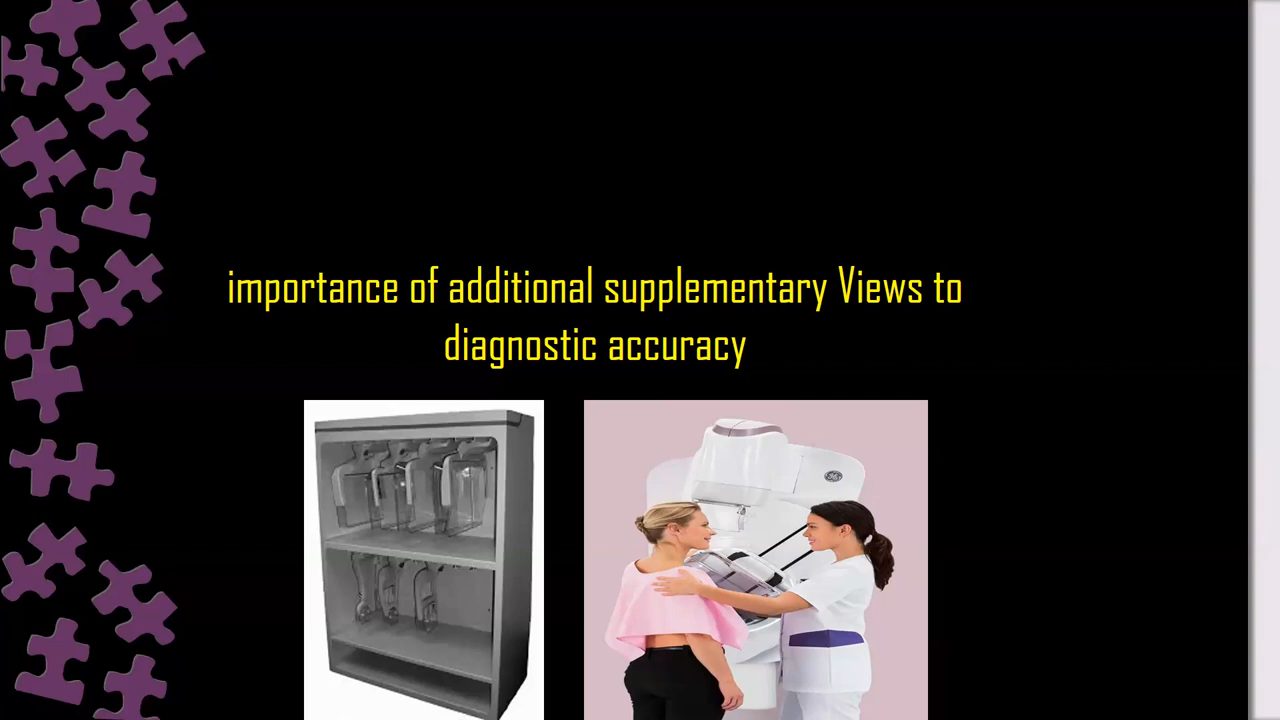 importance of additional supplementary Views to
diagnostic accuracy